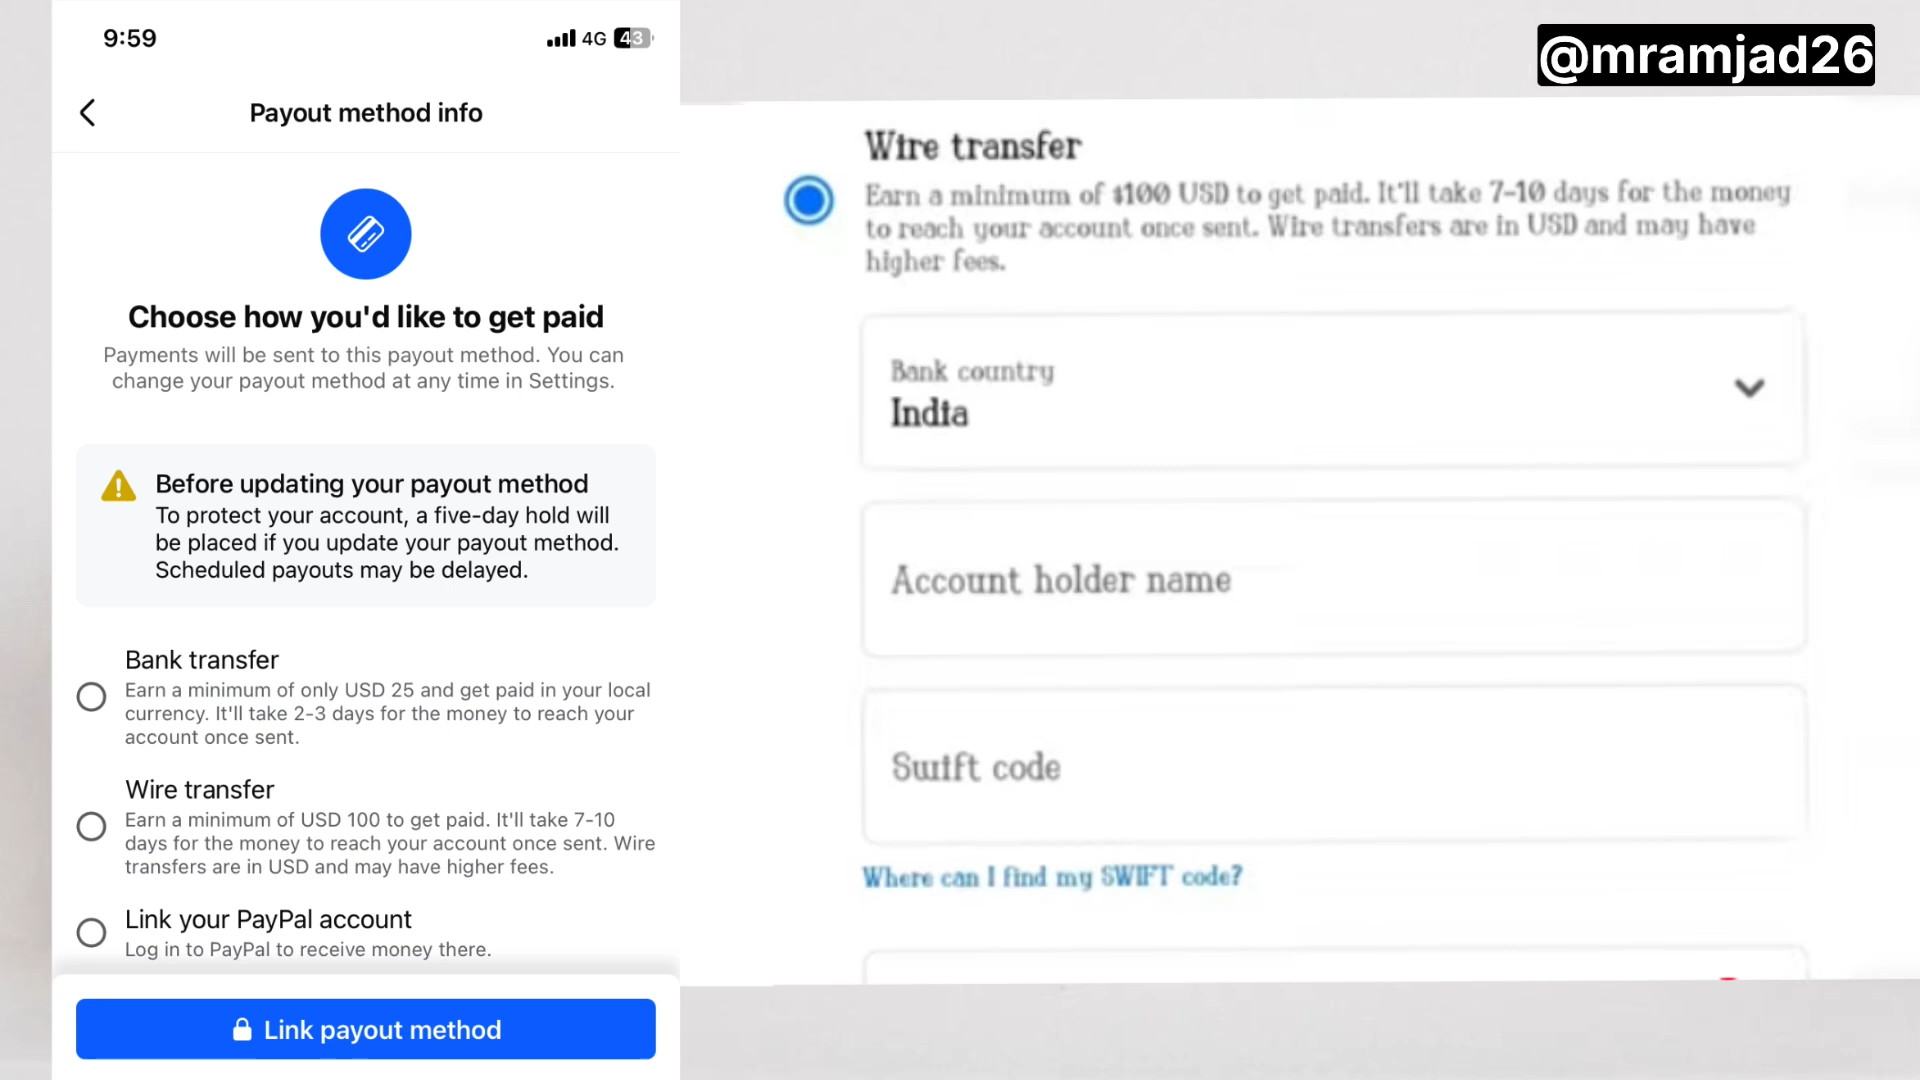 9:59
4G
43
Payout method info
Choose how you'd like to get paid
Payments will be sent to this payout method. You can
change your payout method at any time in Settings.
Before updating your payout method
To protect your account, a five-day hold will
be placed if you update your payout method.
Scheduled payouts may be delayed.
Bank transfer
Earn a minimum of only USD 25 and get paid in your local
currency. It'll take 2-3 days for the money to reach your
account once sent.
Wire transfer
Earn a minimum of USD 100 to get paid. It'll take 7-10
days for the money to reach your account once sent. Wire
transfers are in USD and may have higher fees.
Link your PayPal account
Log in to PayPal to receive money there.
Link payout method
@mramjad26
Wire transfer
Earn a minimum of $100 USD to get paid. It'll take 7-10 days for the money
to reach your account once sent. Wire transfers are in USD and may have
higher fees.
Bank country
India
Account holder name
Swift code
Where can I find my SWIFT code?